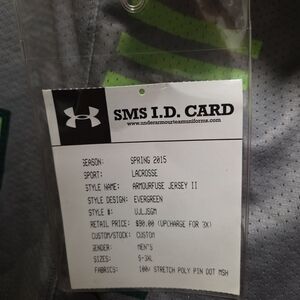 SMS I.D. CARD
www.underarmourteamuniforms.com
SEASON: SPRING 2015
SPORT: LACROSSE
STYLE NAME: ARMOURFUSE JERSEY II
STYLE DESIGN: EVERGREEN
STYLE #: UJLJSGM
RETAIL PRICE: $90.00 (UPCHARGE FOR 3X)
CUSTOM/STOCK: CUSTOM
GENDER: MEN'S
SIZES: S-3XL
FABRICS: 100% STRETCH POLY PIN DOT MSH